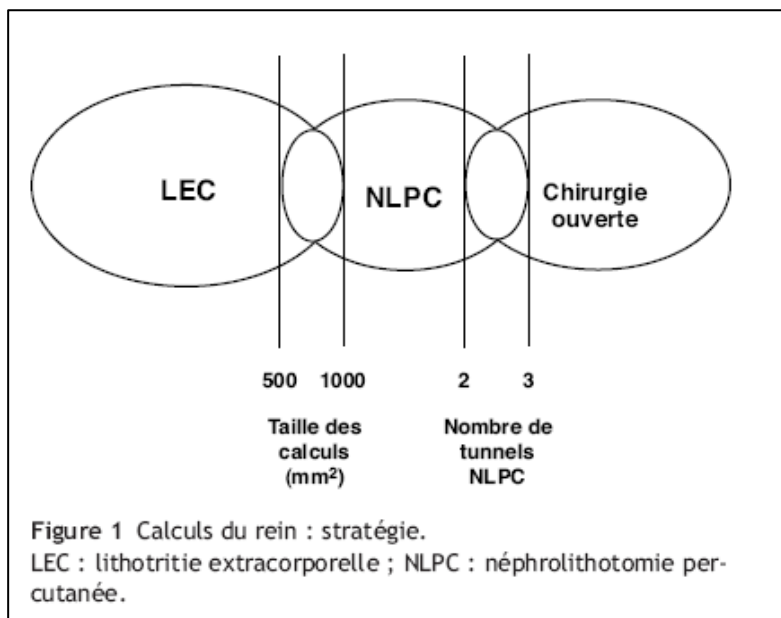 LEC
NLPC
Chirurgie
ouverte
500 1000
2 3
Taille des
calculs
(mm²)
Nombre de
tunnels
NLPC
Figure 1 Calculs du rein : stratégie.
LEC : lithotritie extracorporelle ; NLPC : néphrolithotomie per-
cutanée.